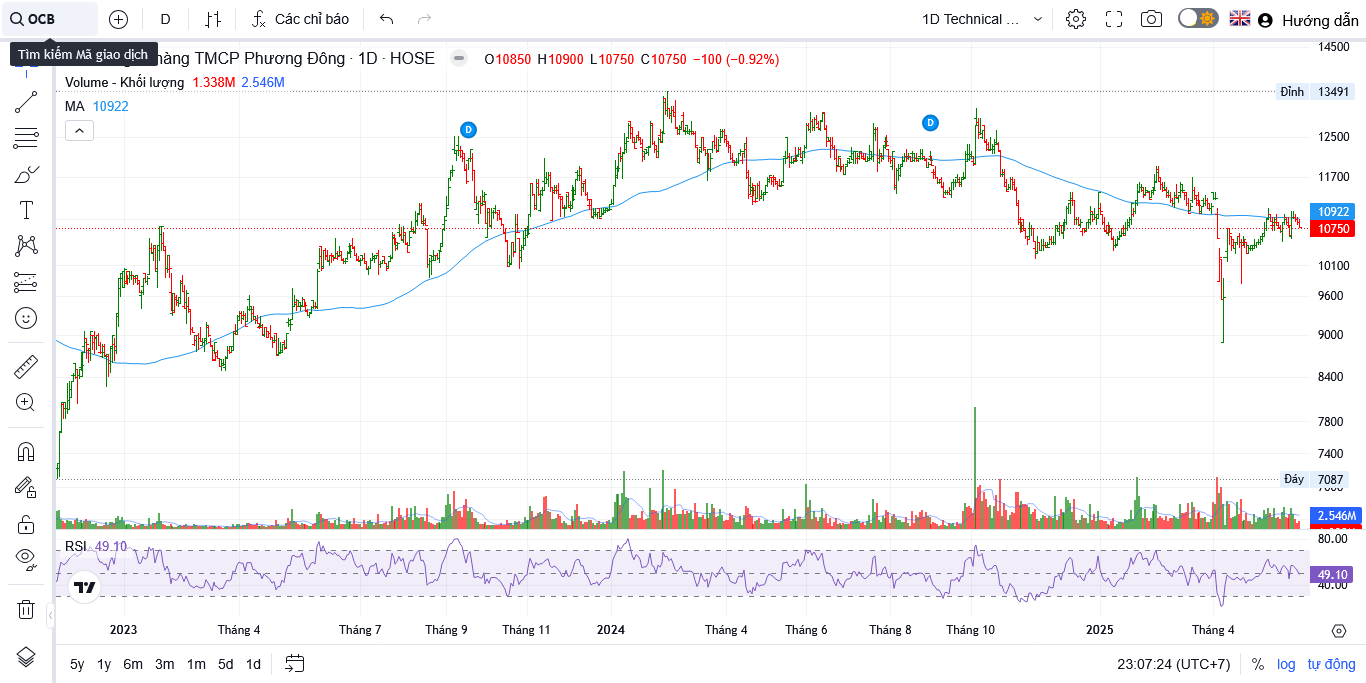 OCB
D
Các chỉ báo
1D Technical ...
Hướng dẫn
Tìm kiếm Mã giao dịch
hàng TMCP Phương Đông · 1D · HOSE
O10850 H10900 L10750 C10750 −100 (−0.92%)
Volume - Khối lượng 1.338M 2.546M
MA 10922
D
D
14500
Đỉnh 13491
12500
11700
10922
10750
10100
9600
9000
8400
7800
7400
Đáy 7087
2.546M
RSI 49.10
80.00
49.10
40.00
2023 Tháng 4 Tháng 7 Tháng 9 Tháng 11 2024 Tháng 4 Tháng 6 Tháng 8 Tháng 10 2025 Tháng 4
5y 1y 6m 3m 1m 5d 1d
23:07:24 (UTC+7) % log tự động